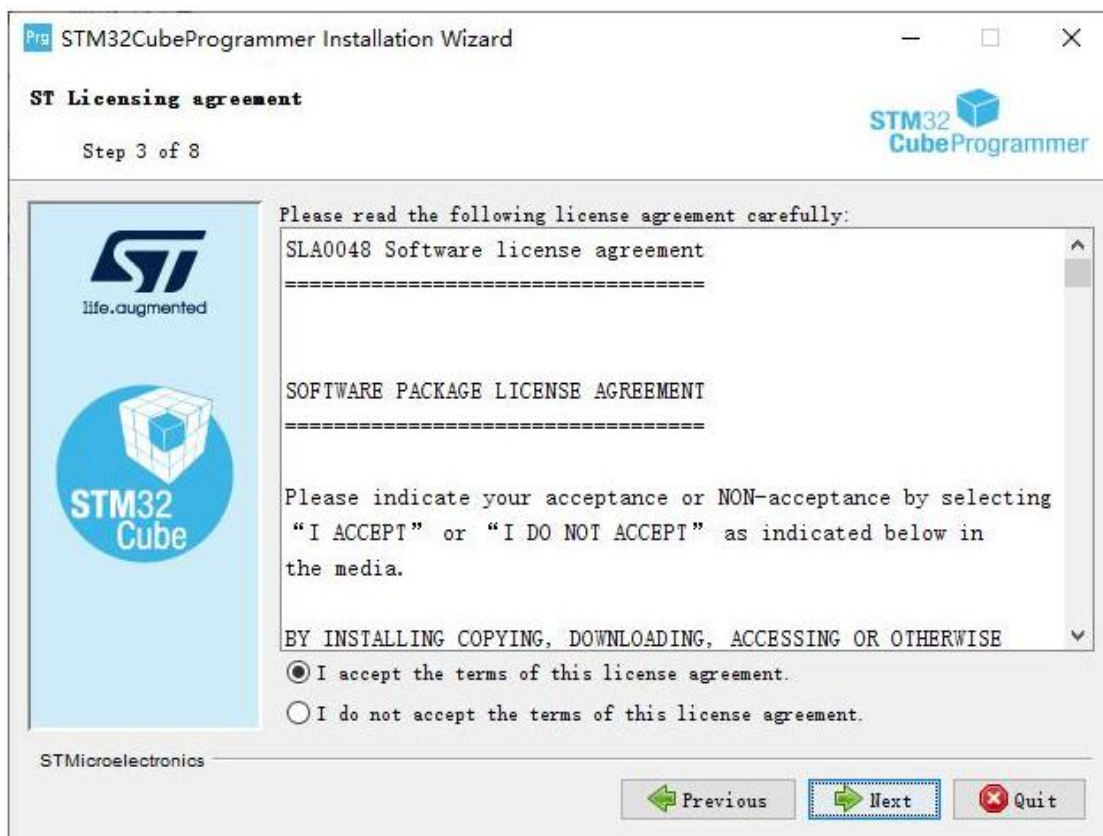 Prg STM32CubeProgrammer Installation Wizard
ST Licensing agreement
Step 3 of 8
STM32
CubeProgrammer
ST
life.augmented
STM32
Cube
Please read the following license agreement carefully:
SLA0048 Software license agreement
==================================
SOFTWARE PACKAGE LICENSE AGREEMENT
==================================
Please indicate your acceptance or NON-acceptance by selecting
“I ACCEPT” or “I DO NOT ACCEPT” as indicated below in
the media.
BY INSTALLING COPYING, DOWNLOADING, ACCESSING OR OTHERWISE
I accept the terms of this license agreement.
I do not accept the terms of this license agreement.
STMicroelectronics
Previous Next Quit